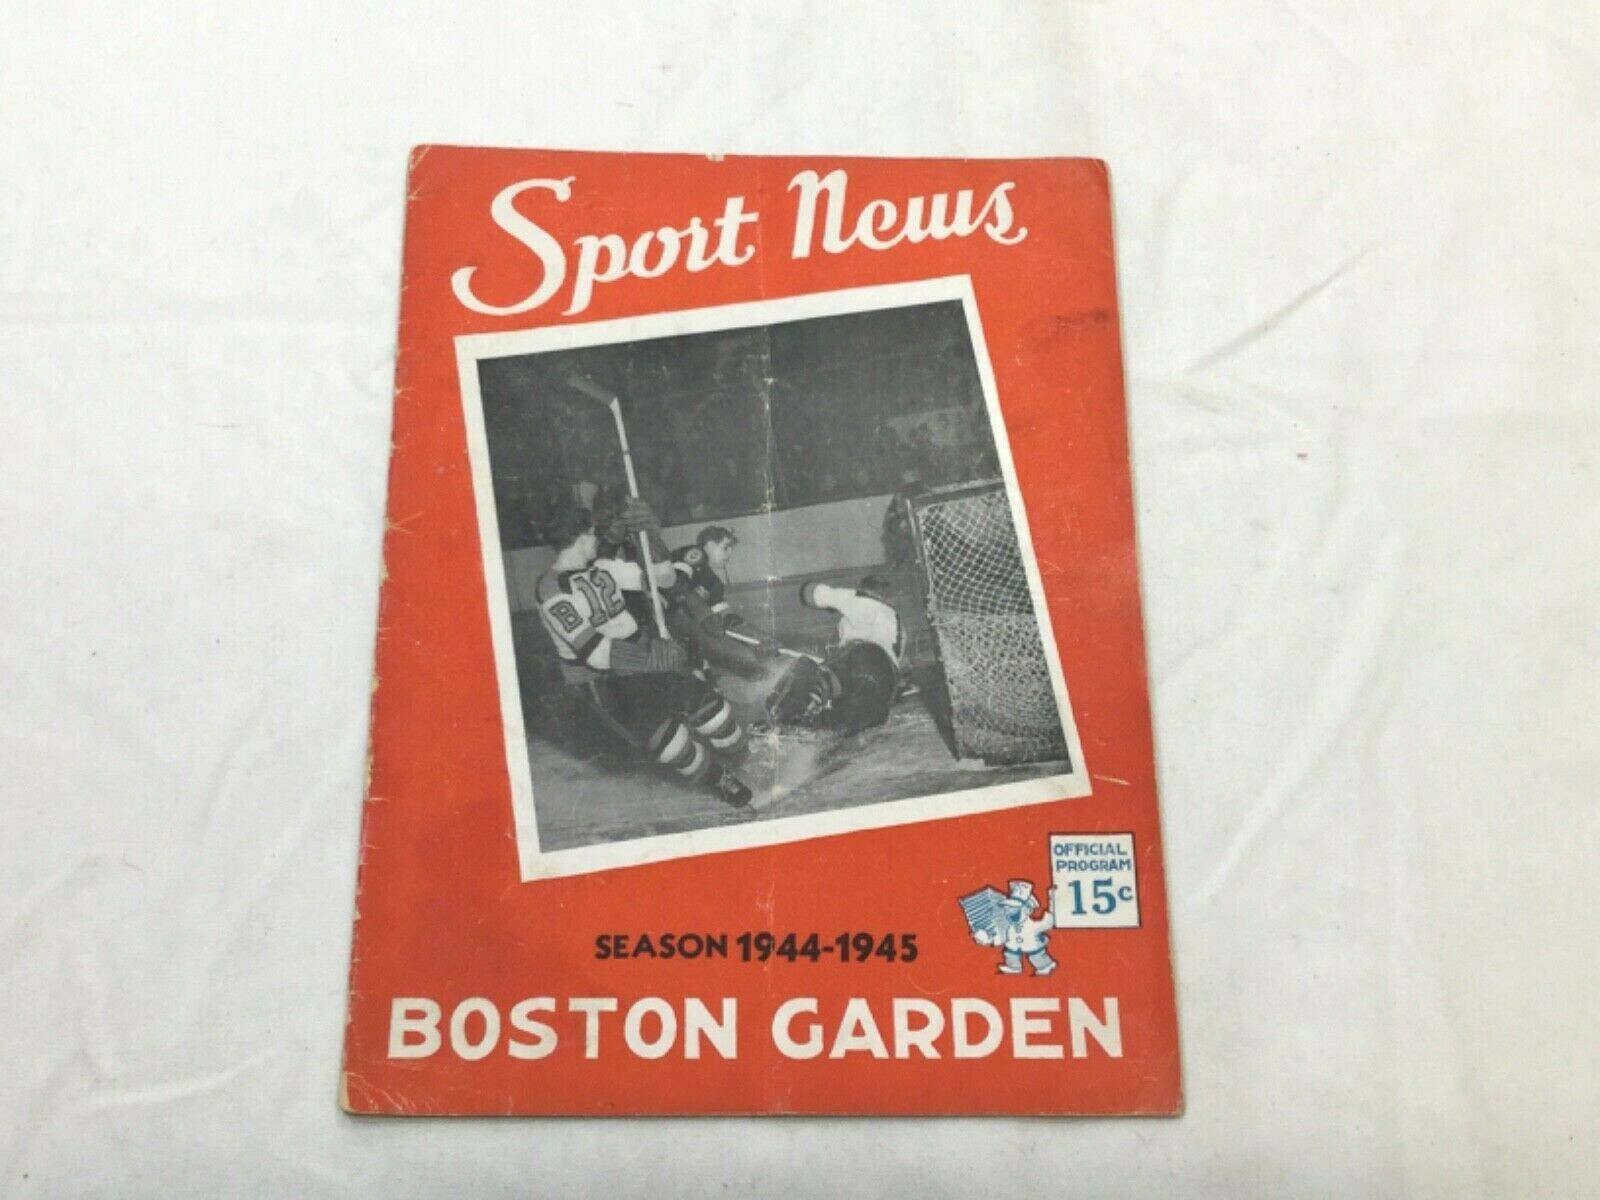 Sport News
B 12
OFFICIAL
PROGRAM
15c
SEASON 1944-1945
BOSTON GARDEN